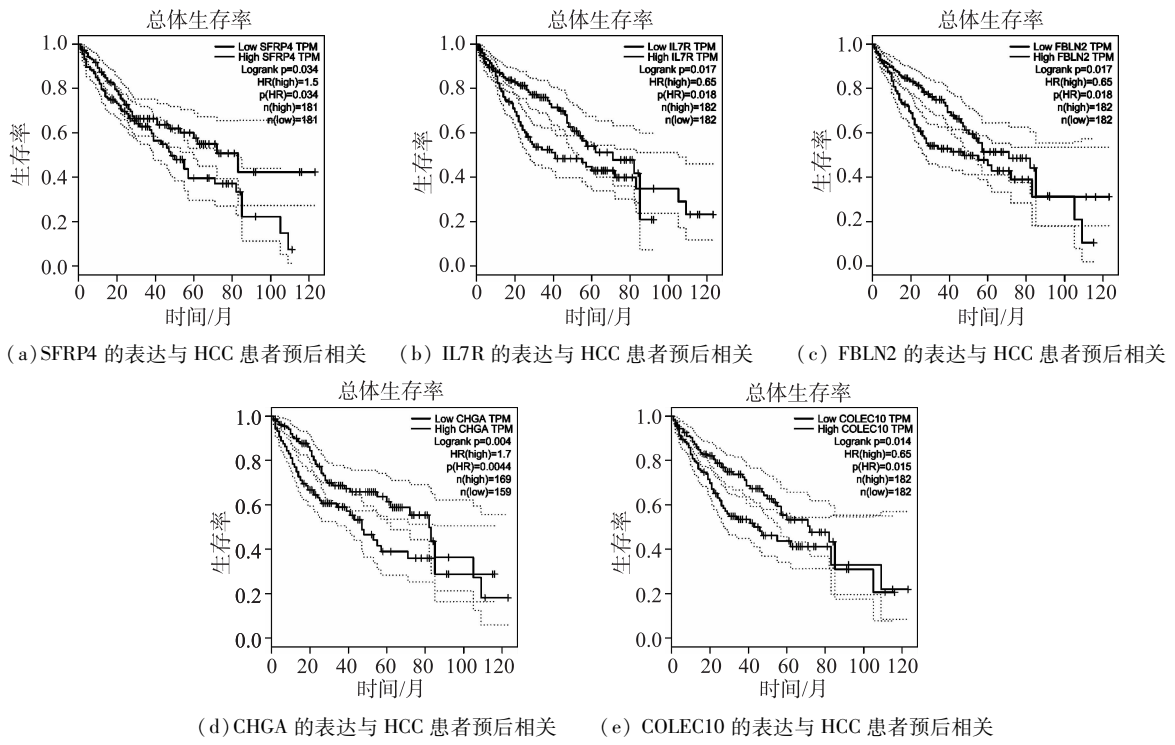 总体生存率
Low SFRP4 TPM
High SFRP4 TPM
Logrank p=0.034
HR(high)=1.5
p(HR)=0.034
n(high)=181
n(low)=181
1.0
0.8
0.6
0.4
0.2
0.0
生存率
0 20 40 60 80 100 120
时间/月
(a)SFRP4 的表达与 HCC 患者预后相关
总体生存率
Low IL7R TPM
High IL7R TPM
Logrank p=0.017
HR(high)=0.65
p(HR)=0.018
n(high)=182
n(low)=182
1.0
0.8
0.6
0.4
0.2
0.0
生存率
0 20 40 60 80 100 120
时间/月
(b) IL7R 的表达与 HCC 患者预后相关
总体生存率
Low FBLN2 TPM
High FBLN2 TPM
Logrank p=0.017
HR(high)=0.65
p(HR)=0.018
n(high)=182
n(low)=182
1.0
0.8
0.6
0.4
0.2
0.0
生存率
0 20 40 60 80 100 120
时间/月
(c) FBLN2 的表达与 HCC 患者预后相关
总体生存率
Low CHGA TPM
High CHGA TPM
Logrank p=0.004
HR(high)=1.7
p(HR)=0.0044
n(high)=169
n(low)=159
1.0
0.8
0.6
0.4
0.2
0.0
生存率
0 20 40 60 80 100 120
时间/月
(d)CHGA 的表达与 HCC 患者预后相关
总体生存率
Low COLEC10 TPM
High COLEC10 TPM
Logrank p=0.014
HR(high)=0.65
p(HR)=0.015
n(high)=182
n(low)=182
1.0
0.8
0.6
0.4
0.2
0.0
生存率
0 20 40 60 80 100 120
时间/月
(e) COLEC10 的表达与 HCC 患者预后相关